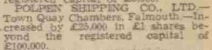 POLPEN SHIPPING CO., LTD.—
Town Quay Chambers, Falmouth.—In-
creased by £25,000 in £1 shares be-
yond the registered capital of
£100,000.